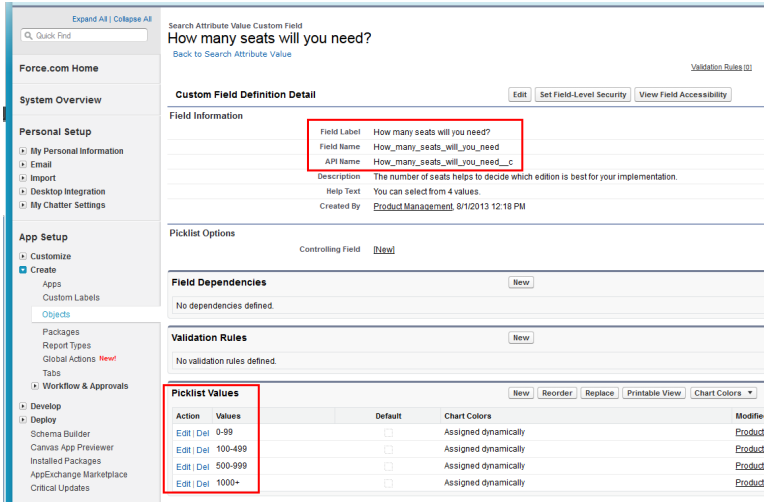 Expand All | Collapse All
Quick Find
Force.com Home
System Overview
Personal Setup
My Personal Information
Email
Import
Desktop Integration
My Chatter Settings
App Setup
Customize
Create
Apps
Custom Labels
Objects
Packages
Report Types
Global Actions New!
Tabs
Workflow & Approvals
Develop
Deploy
Schema Builder
Canvas App Previewer
Installed Packages
AppExchange Marketplace
Critical Updates
Search Attribute Value Custom Field
How many seats will you need?
Back to Search Attribute Value
Validation Rules [0]
Custom Field Definition Detail Edit Set Field-Level Security View Field Accessibility
Field Information
Field Label How many seats will you need?
Field Name How_many_seats_will_you_need
API Name How_many_seats_will_you_need__c
Description The number of seats helps to decide which edition is best for your implementation.
Help Text You can select from 4 values.
Created By Product Management, 8/1/2013 12:18 PM
Picklist Options
Controlling Field [New]
Field Dependencies New
No dependencies defined.
Validation Rules New
No validation rules defined.
Picklist Values New Reorder Replace Printable View Chart Colors
Action Values Default Chart Colors Modifie
Edit | Del 0-99 Assigned dynamically Product
Edit | Del 100-499 Assigned dynamically Product
Edit | Del 500-999 Assigned dynamically Product
Edit | Del 1000+ Assigned dynamically Product